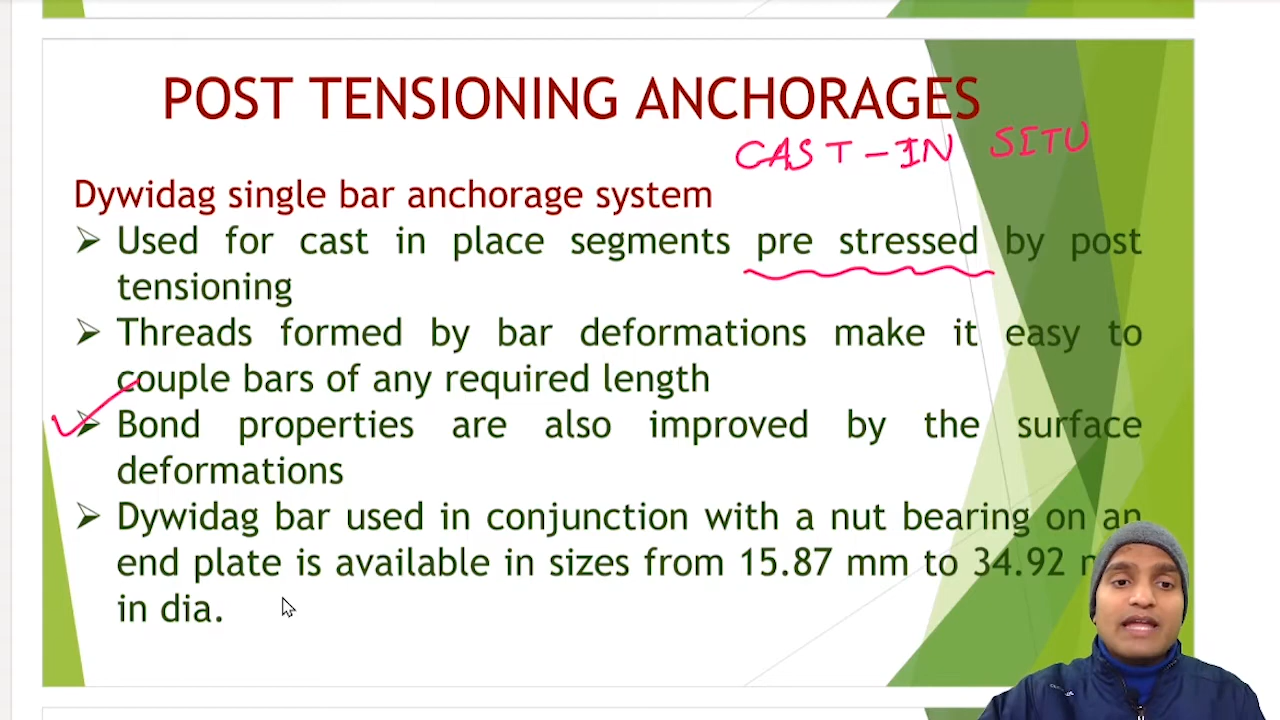 POST TENSIONING ANCHORAGES
CAST-IN SITU
Dywidag single bar anchorage system
➢ Used for cast in place segments pre stressed by post
tensioning
➢ Threads formed by bar deformations make it easy to
couple bars of any required length
➢ Bond properties are also improved by the surface
deformations
➢ Dywidag bar used in conjunction with a nut bearing on an
end plate is available in sizes from 15.87 mm to 34.92
in dia.